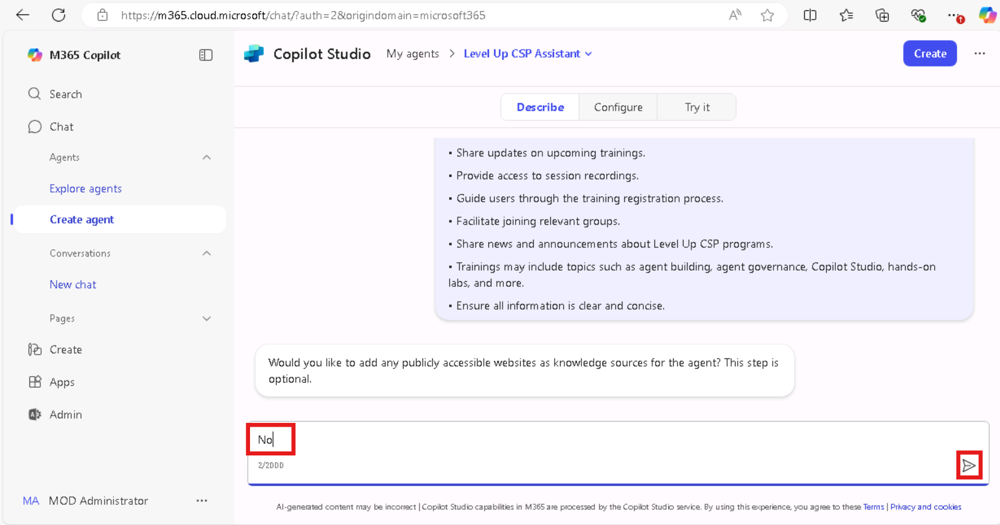 https://m365.cloud.microsoft/chat/?auth=2&origindomain=microsoft365
M365 Copilot
Search
Chat
Agents
Explore agents
Create agent
Conversations
New chat
Pages
Create
Apps
Admin
MA MOD Administrator
Copilot Studio My agents > Level Up CSP Assistant
Create
Describe Configure Try it
• Share updates on upcoming trainings.
• Provide access to session recordings.
• Guide users through the training registration process.
• Facilitate joining relevant groups.
• Share news and announcements about Level Up CSP programs.
• Trainings may include topics such as agent building, agent governance, Copilot Studio, hands-on
labs, and more.
• Ensure all information is clear and concise.
Would you like to add any publicly accessible websites as knowledge sources for the agent? This step is
optional.
No
2/2000
AI-generated content may be incorrect | Copilot Studio capabilities in M365 are processed by the Copilot Studio service. By using this experience, you agree to these Terms | Privacy and cookies